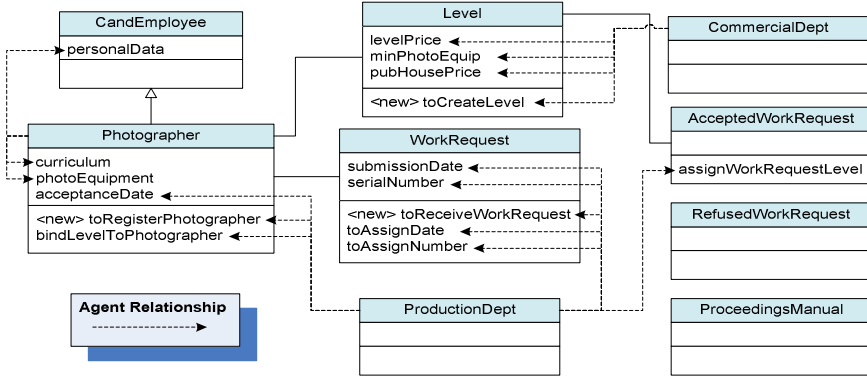 CandEmployee
personalData
Level
levelPrice
minPhotoEquip
pubHousePrice
<new> toCreateLevel
CommercialDept
Photographer
curriculum
photoEquipment
acceptanceDate
<new> toRegisterPhotographer
bindLevelToPhotographer
WorkRequest
submissionDate
serialNumber
<new> toReceiveWorkRequest
toAssignDate
toAssignNumber
AcceptedWorkRequest
assignWorkRequestLevel
RefusedWorkRequest
Agent Relationship
ProductionDept
ProceedingsManual